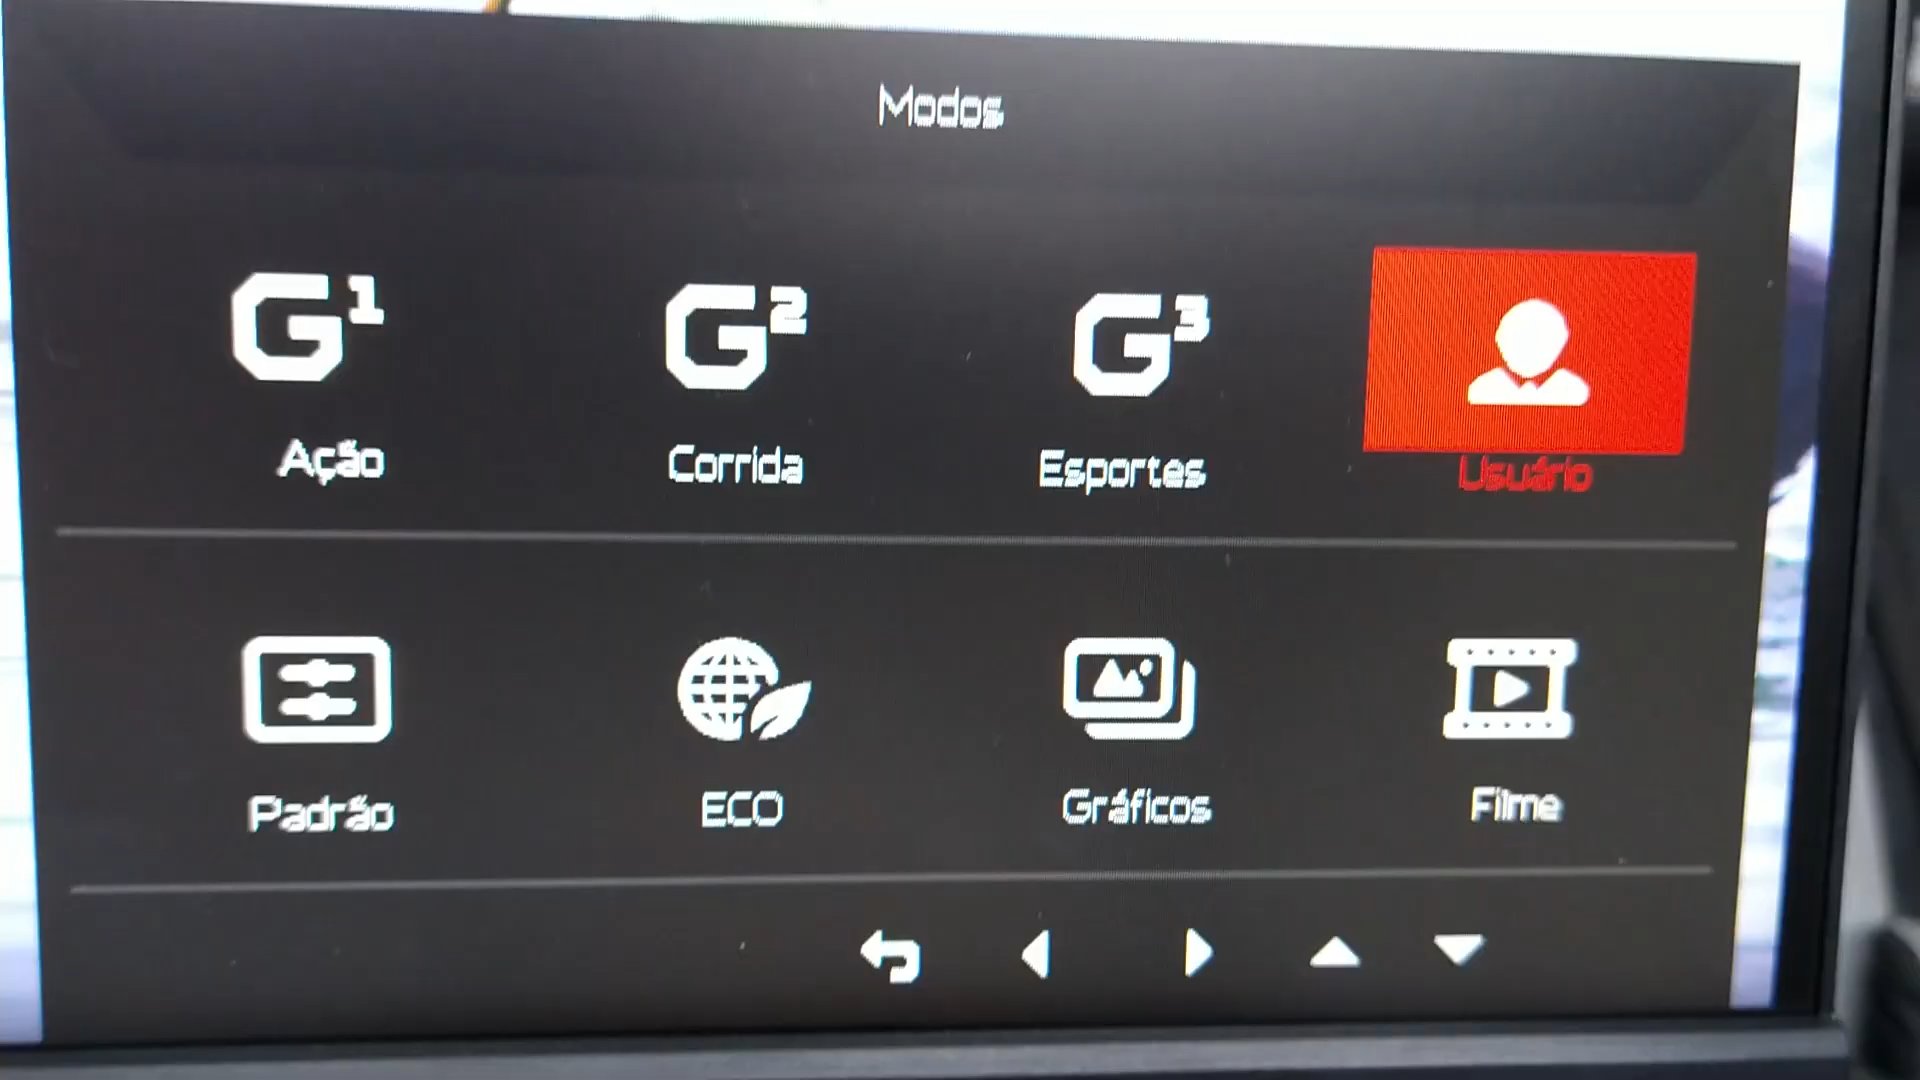 Modos
G¹ G² G³
Ação Corrida Esportes Usuário
Padrão ECO Gráficos Filme